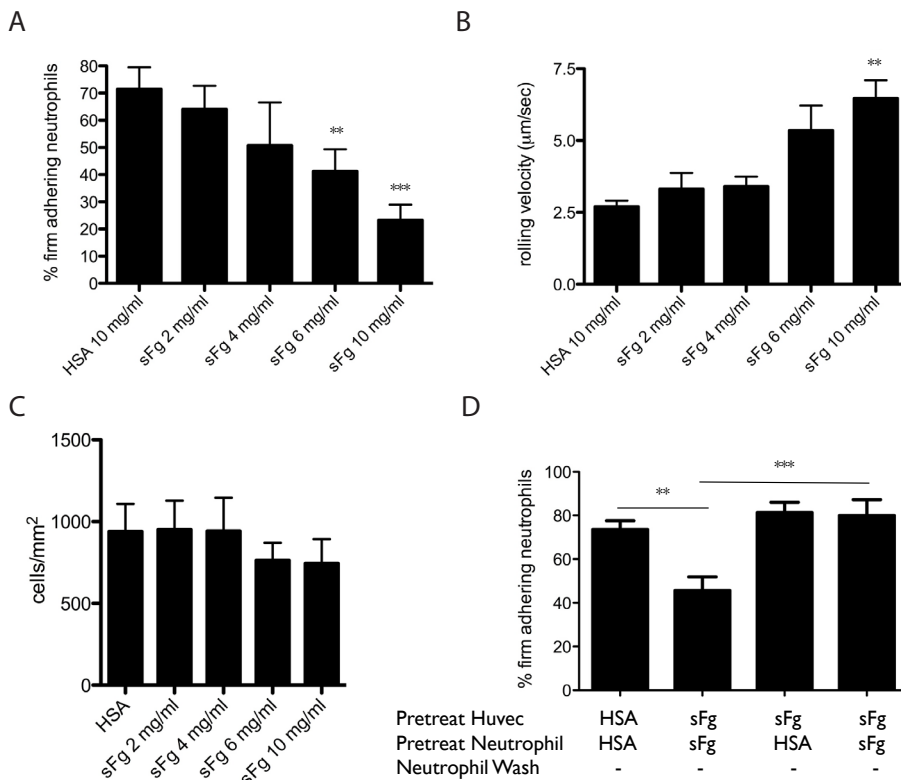 A
% firm adhering neutrophils
80
70
60
50
40
30
20
10
0
**
***
HSA 10 mg/ml
sFg 2 mg/ml
sFg 4 mg/ml
sFg 6 mg/ml
sFg 10 mg/ml
B
rolling velocity (µm/sec)
7.5
5.0
2.5
0.0
**
HSA 10 mg/ml
sFg 2 mg/ml
sFg 4 mg/ml
sFg 6 mg/ml
sFg 10 mg/ml
C
cells/mm²
1500
1000
500
0
HSA
sFg 2 mg/ml
sFg 4 mg/ml
sFg 6 mg/ml
sFg 10 mg/ml
D
% firm adhering neutrophils
100
80
60
40
20
0
**
***
Pretreat Huvec HSA sFg sFg sFg
Pretreat Neutrophil HSA sFg HSA sFg
Neutrophil Wash - - - -